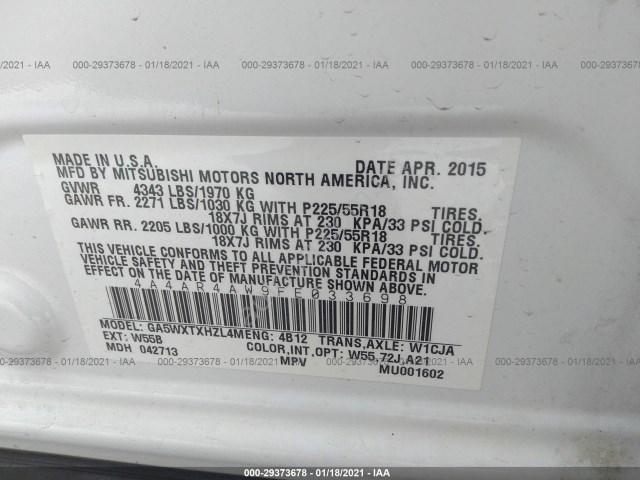 000-29373678 - 01/18/2021 - IAA
MADE IN U.S.A. DATE APR. 2015
MFD BY MITSUBISHI MOTORS NORTH AMERICA, INC.
GVWR 4343 LBS/1970 KG
GAWR FR. 2271 LBS/1030 KG WITH P225/55R18 TIRES,
18X7J RIMS AT 230 KPA/33 PSI COLD.
GAWR RR. 2205 LBS/1000 KG WITH P225/55R18 TIRES,
18X7J RIMS AT 230 KPA/33 PSI COLD.
THIS VEHICLE CONFORMS TO ALL APPLICABLE FEDERAL MOTOR
VEHICLE SAFETY AND THEFT PREVENTION STANDARDS IN
EFFECT ON THE DATE OF MANUFACTURE SHOWN ABOVE.
4A4AR4AW9FE033698
MODEL: GA5WXTXHZL4M ENG: 4B12 TRANS,AXLE: W1CJA
EXT: W55B COLOR,INT,OPT: W55,72J,A21
MDH 042713 MPV MU001602
000-29373678 - 01/18/2021 - IAA